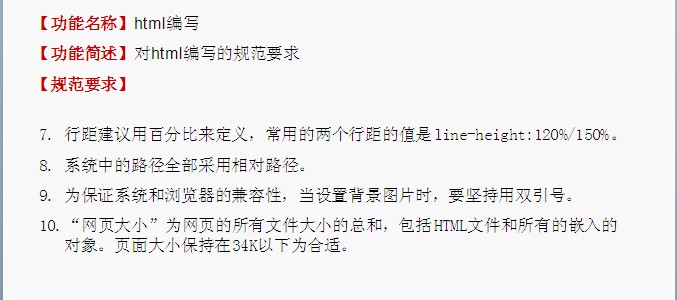 【功能名称】html编写
【功能简述】对html编写的规范要求
【规范要求】
7. 行距建议用百分比来定义，常用的两个行距的值是line-height:120%/150%。
8. 系统中的路径全部采用相对路径。
9. 为保证系统和浏览器的兼容性，当设置背景图片时，要坚持用双引号。
10. “网页大小”为网页的所有文件大小的总和，包括HTML文件和所有的嵌入的
对象。页面大小保持在34K以下为合适。